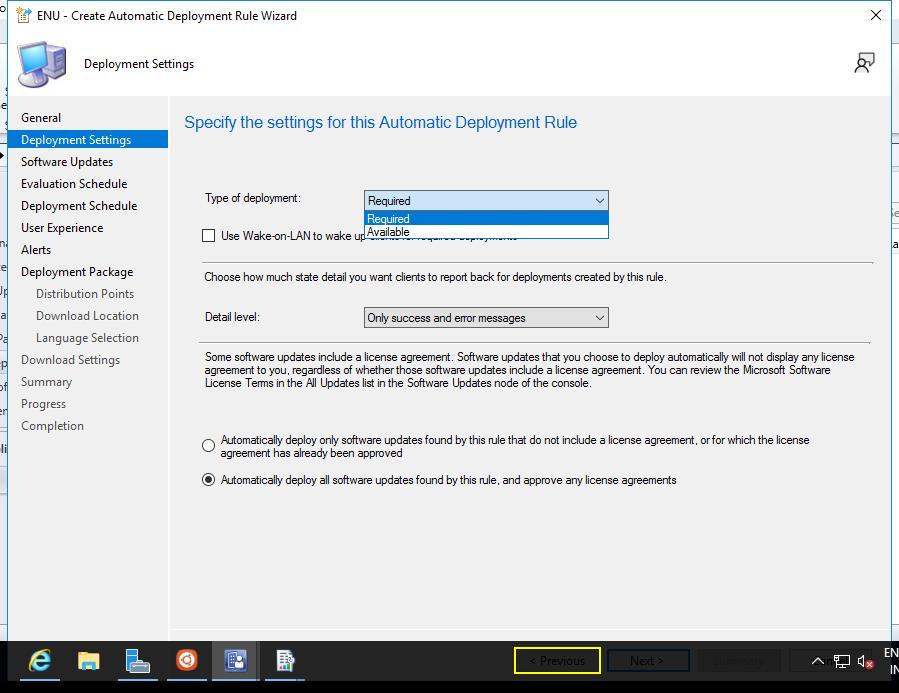 ENU - Create Automatic Deployment Rule Wizard
Deployment Settings
General
Deployment Settings
Software Updates
Evaluation Schedule
Deployment Schedule
User Experience
Alerts
Deployment Package
Distribution Points
Download Location
Language Selection
Download Settings
Summary
Progress
Completion
Specify the settings for this Automatic Deployment Rule
Type of deployment:
Required
Required
Available
Use Wake-on-LAN to wake up clients for required deployments
Choose how much state detail you want clients to report back for deployments created by this rule.
Detail level:
Only success and error messages
Some software updates include a license agreement. Software updates that you choose to deploy automatically will not display any license
agreement to you, regardless of whether those software updates include a license agreement. You can review the Microsoft Software
License Terms in the All Updates list in the Software Updates node of the console.
Automatically deploy only software updates found by this rule that do not include a license agreement, or for which the license
agreement has already been approved
Automatically deploy all software updates found by this rule, and approve any license agreements
< Previous
Next >
Summary
EN
IN